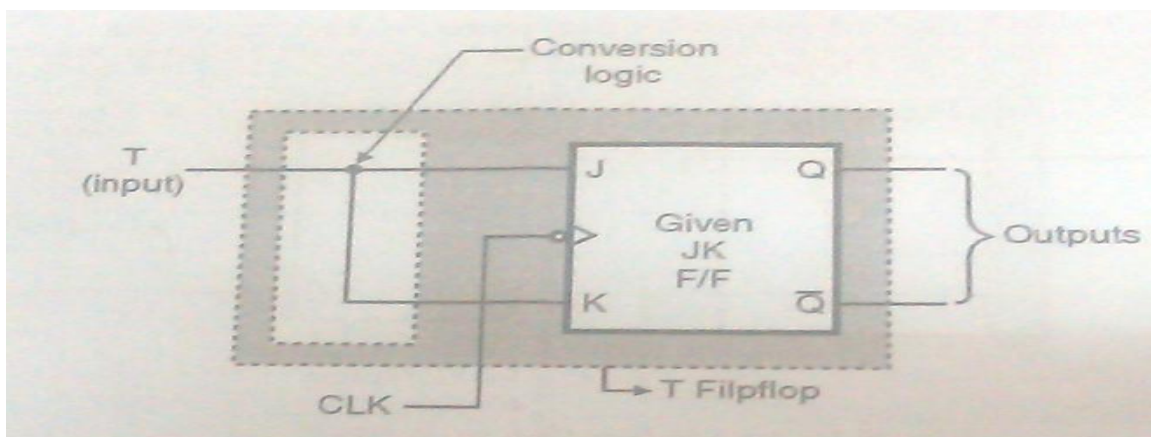 Conversion
logic
T
(input)
J
Q
Given
JK
F/F
Outputs
K
Q̅
CLK
T Filpflop